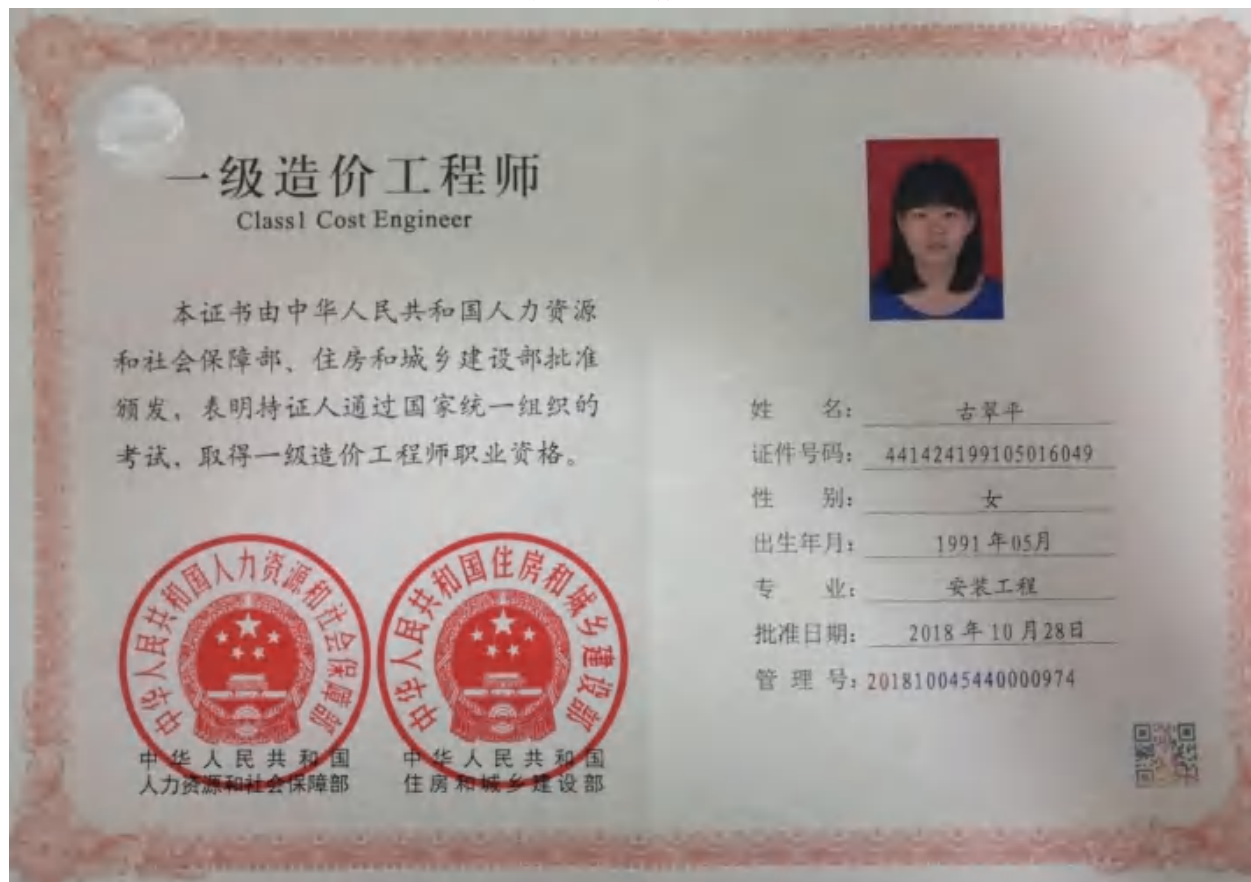 一级造价工程师
Class1 Cost Engineer
本证书由中华人民共和国人力资源
和社会保障部、住房和城乡建设部批准
颁发，表明持证人通过国家统一组织的
考试，取得一级造价工程师职业资格。
中华人民共和国人力资源和社会保障部
中华人民共和国住房和城乡建设部
中华人民共和国
人力资源和社会保障部
中华人民共和国
住房和城乡建设部
姓 名： 古翠平
证件号码： 441424199105016049
性 别： 女
出生年月： 1991年05月
专 业： 安装工程
批准日期： 2018年10月28日
管 理 号：201810045440000974